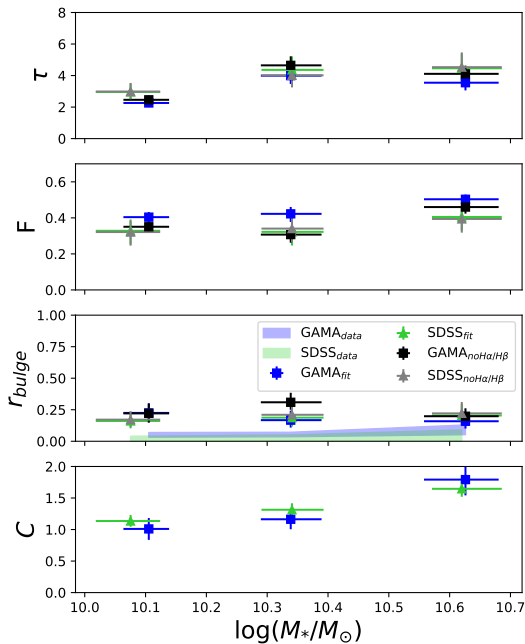 8
6
4
2
0
τ
0.6
0.4
0.2
0.0
F
1.00
0.75
0.50
0.25
0.00
r_bulge
GAMA_data
SDSS_data
GAMA_fit
SDSS_fit
GAMA_noHα/Hβ
SDSS_noHα/Hβ
2.0
1.5
1.0
0.5
0.0
C
10.0 10.1 10.2 10.3 10.4 10.5 10.6 10.7
log(M_*/M_⊙)